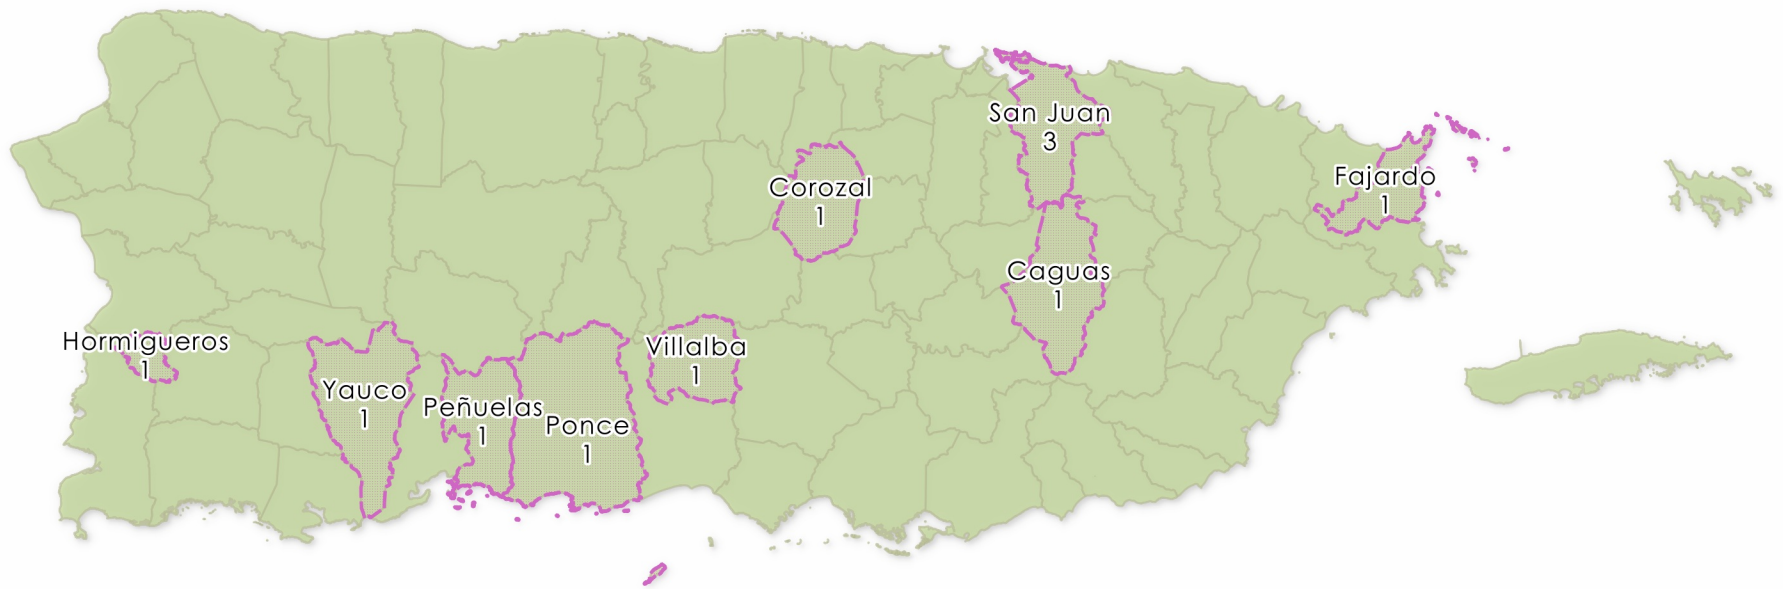 San Juan
3
Fajardo
1
Corozal
1
Caguas
1
Hormigueros
1
Villalba
1
Yauco
1
Peñuelas
1
Ponce
1